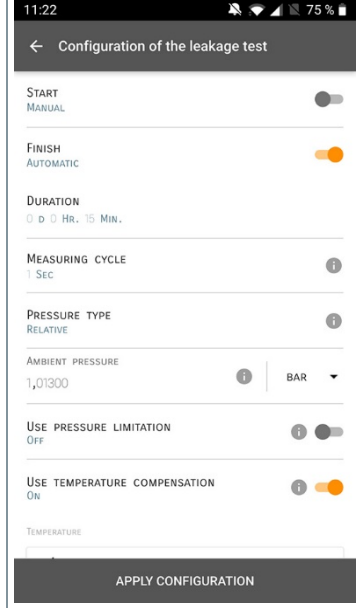 11:22 75 %
Configuration of the leakage test
Start
Manual
Finish
Automatic
Duration
0 d 0 Hr. 15 Min.
Measuring cycle
1 Sec
Pressure type
Relative
Ambient pressure
1,01300 BAR
Use pressure limitation
Off
Use temperature compensation
On
Temperature
APPLY CONFIGURATION